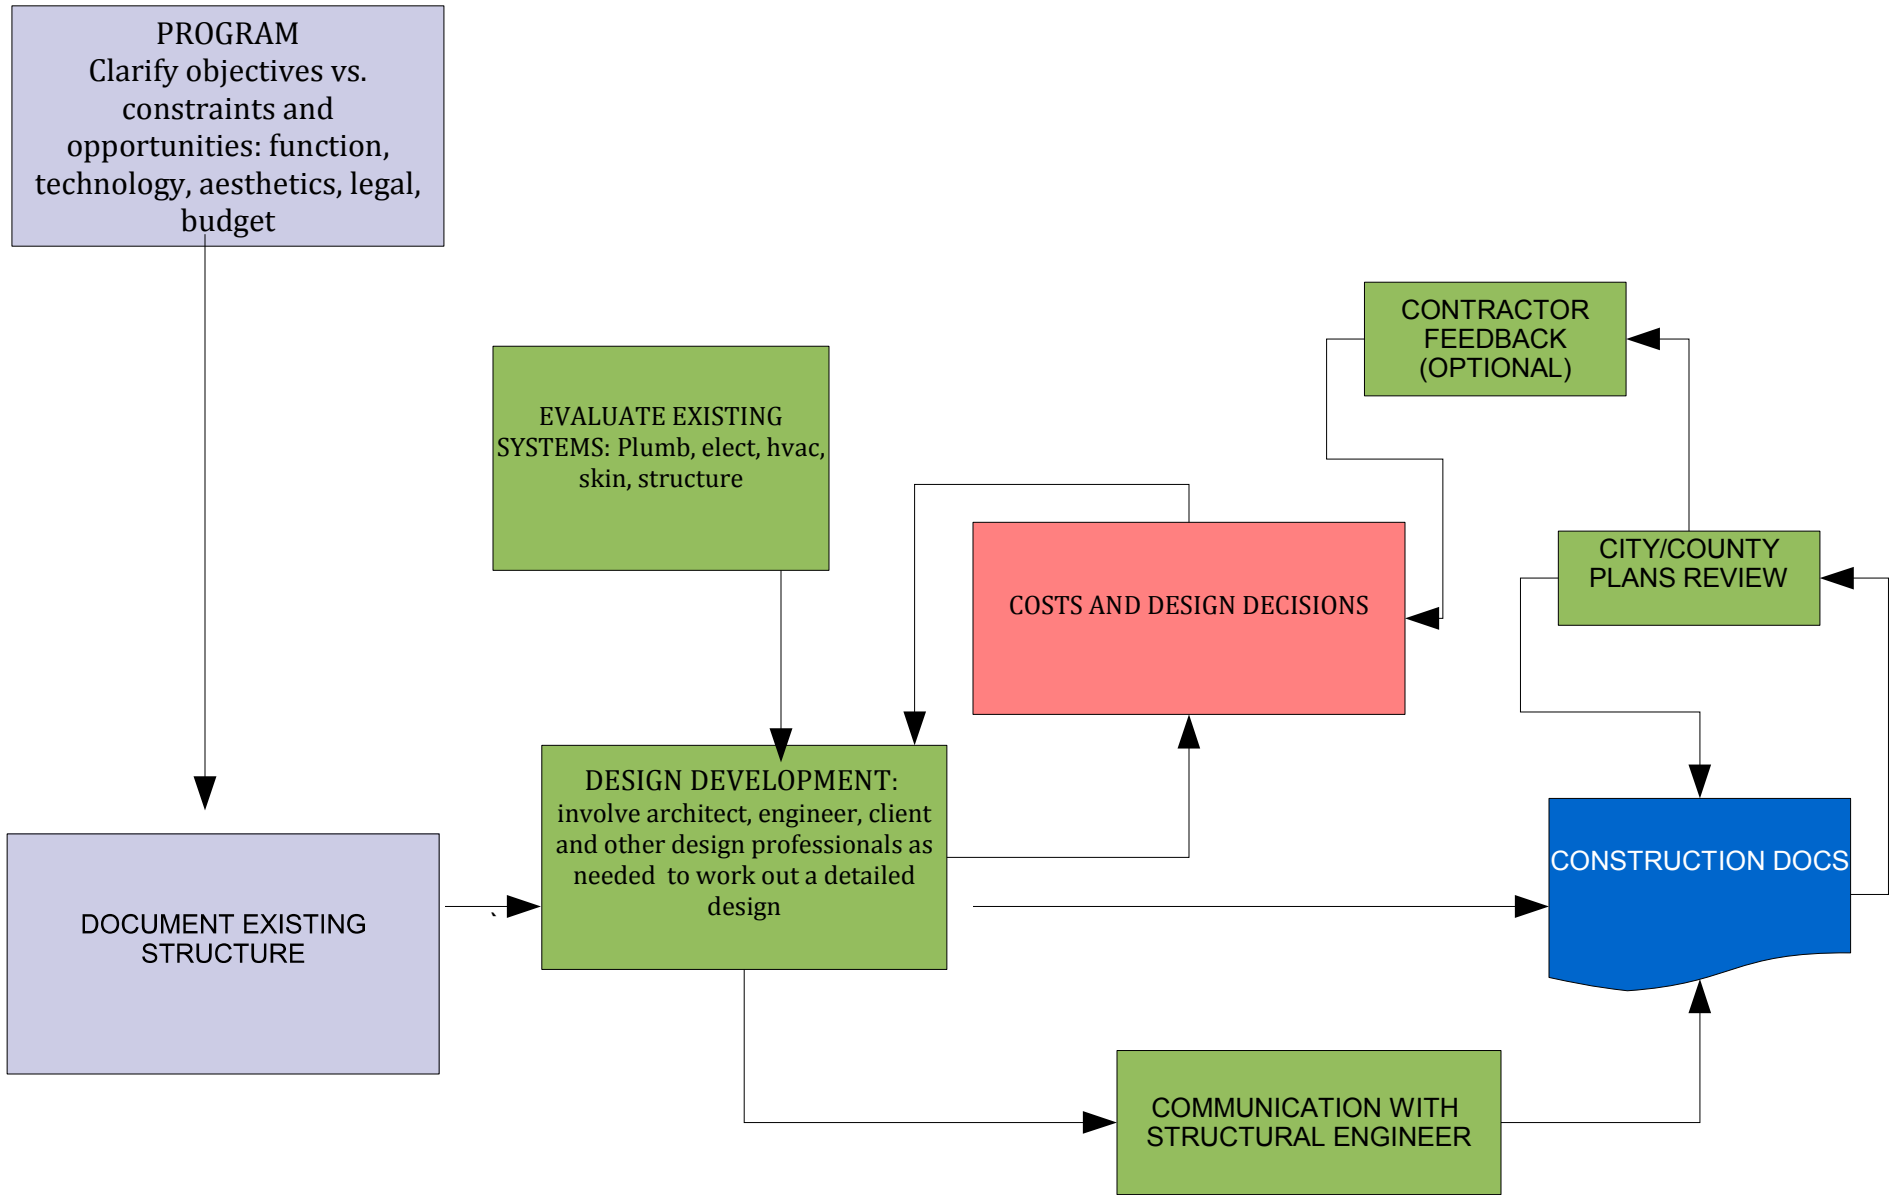 PROGRAM
Clarify objectives vs.
constraints and
opportunities: function,
technology, aesthetics, legal,
budget
CONTRACTOR
FEEDBACK
(OPTIONAL)
EVALUATE EXISTING
SYSTEMS: Plumb, elect, hvac,
skin, structure
COSTS AND DESIGN DECISIONS
CITY/COUNTY
PLANS REVIEW
DOCUMENT EXISTING
STRUCTURE
`
DESIGN DEVELOPMENT:
involve architect, engineer, client
and other design professionals as
needed  to work out a detailed
design
CONSTRUCTION DOCS
COMMUNICATION WITH
STRUCTURAL ENGINEER